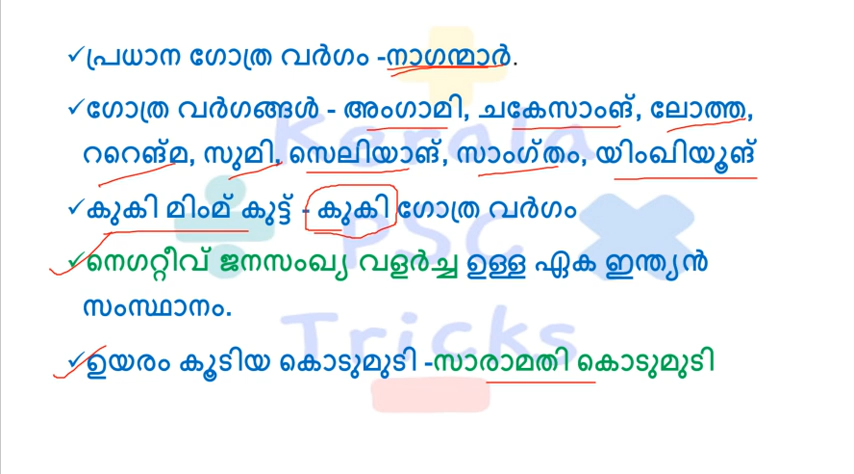 ✓പ്രധാന ഗോത്ര വർഗം -നാഗന്മാർ.
✓ഗോത്ര വർഗങ്ങൾ - അംഗാമി, ചകേസാംങ്, ലോത്ത,
റെങ്മ, സുമി, സെലിയാങ്, സാംഗ്തം, യിംഖിയൂങ്
✓കുകി മിംമ് കുട്ട് - കുകി ഗോത്ര വർഗം
✓നെഗറ്റീവ് ജനസംഖ്യ വളർച്ച ഉള്ള ഏക ഇന്ത്യൻ
സംസ്ഥാനം.
✓ഉയരം കൂടിയ കൊടുമുടി -സാരാമതി കൊടുമുടി
Kerala
PSC
Tricks